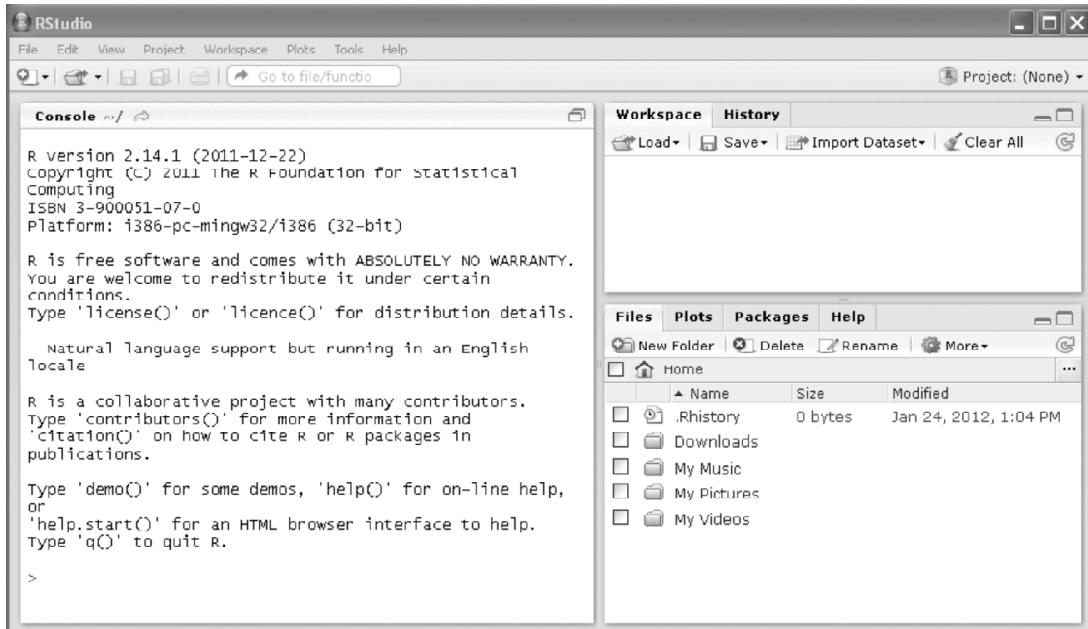 RStudio
File Edit View Project Workspace Plots Tools Help
Go to file/functio
Project: (None)
Console ~/
R version 2.14.1 (2011-12-22)
Copyright (C) 2011 The R Foundation for Statistical
Computing
ISBN 3-900051-07-0
Platform: i386-pc-mingw32/i386 (32-bit)
R is free software and comes with ABSOLUTELY NO WARRANTY.
You are welcome to redistribute it under certain
conditions.
Type 'license()' or 'licence()' for distribution details.
Natural language support but running in an English
locale
R is a collaborative project with many contributors.
Type 'contributors()' for more information and
'citation()' on how to cite R or R packages in
publications.
Type 'demo()' for some demos, 'help()' for on-line help,
or
'help.start()' for an HTML browser interface to help.
Type 'q()' to quit R.
>
Workspace History
Load Save Import Dataset Clear All
Files Plots Packages Help
New Folder Delete Rename More
Home ...
Name Size Modified
.Rhistory 0 bytes Jan 24, 2012, 1:04 PM
Downloads
My Music
My Pictures
My Videos